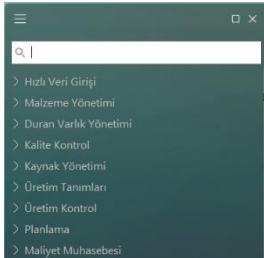 Hızlı Veri Girişi
Malzeme Yönetimi
Duran Varlık Yönetimi
Kalite Kontrol
Kaynak Yönetimi
Üretim Tanımları
Üretim Kontrol
Planlama
Maliyet Muhasebesi